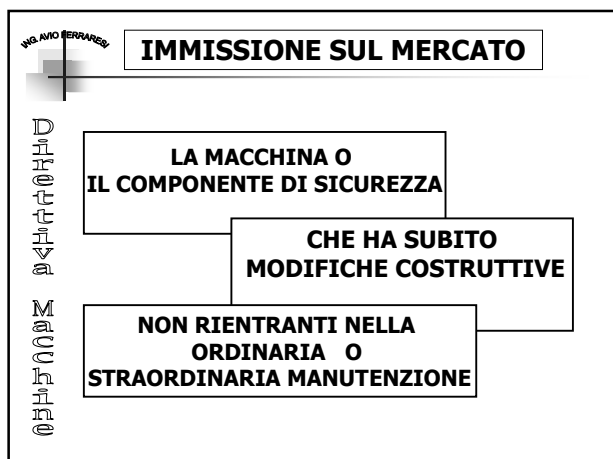 ING. AVIO FERRARESI
IMMISSIONE SUL MERCATO
Direttiva Macchine
LA MACCHINA O
IL COMPONENTE DI SICUREZZA
CHE HA SUBITO
MODIFICHE COSTRUTTIVE
NON RIENTRANTI NELLA
ORDINARIA O
STRAORDINARIA MANUTENZIONE